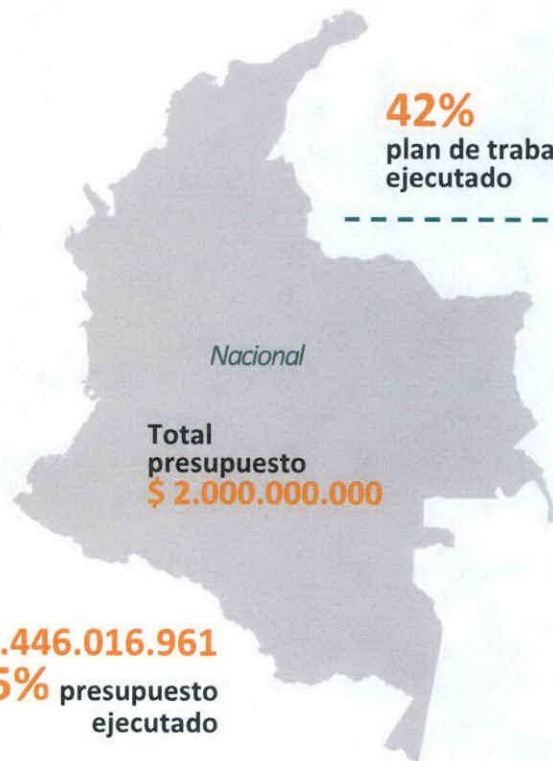 42%
plan de traba
ejecutado
Nacional
Total
presupuesto
$ 2.000.000.000
.446.016.961
5% presupuesto
ejecutado